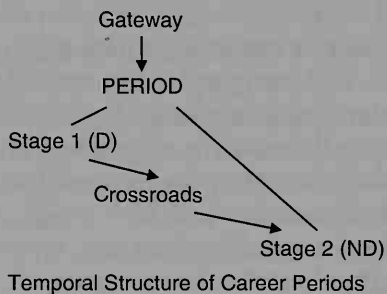 Gateway
PERIOD
Stage 1 (D)
Crossroads
Stage 2 (ND)
Temporal Structure of Career Periods